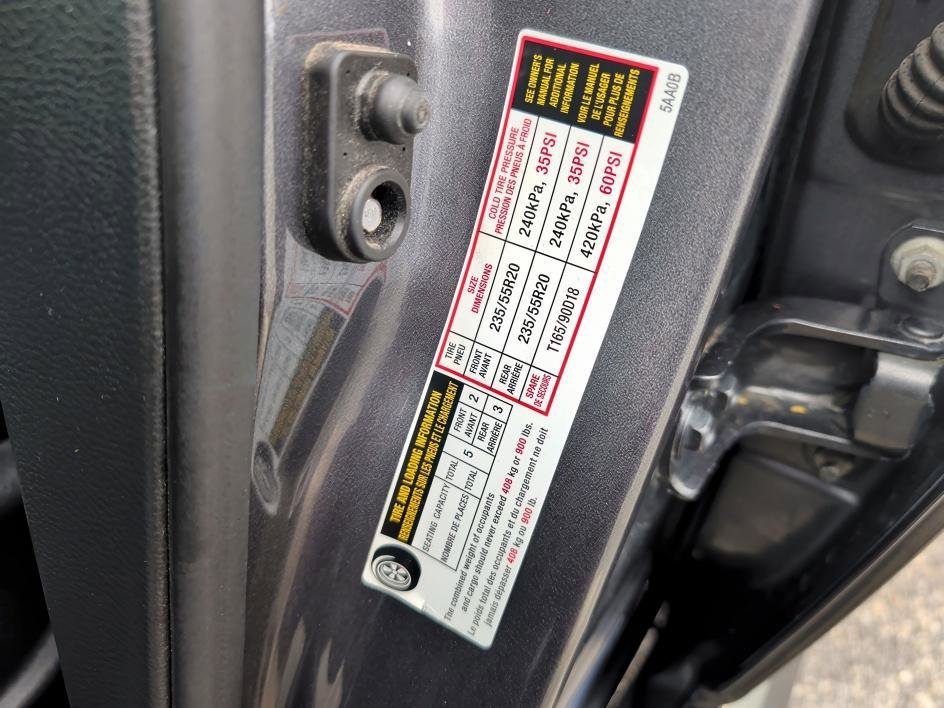 TIRE AND LOADING INFORMATION
RENSEIGNEMENTS SUR LES PNEUS ET LE CHARGEMENT
SEATING CAPACITY
NOMBRE DE PLACES
TOTAL
TOTAL
5
FRONT
AVANT
2
REAR
ARRIÈRE
3
The combined weight of occupants
and cargo should never exceed 408 kg or 900 lbs.
Le poids total des occupants et du chargement ne doit
jamais dépasser 408 kg ou 900 lb.
TIRE
PNEU
SIZE
DIMENSIONS
COLD TIRE PRESSURE
PRESSION DES PNEUS À FROID
FRONT
AVANT
235/55R20
240kPa, 35PSI
REAR
ARRIÈRE
235/55R20
240kPa, 35PSI
SPARE
DE SECOURS
T165/90D18
420kPa, 60PSI
SEE OWNER'S
MANUAL FOR
ADDITIONAL
INFORMATION
VOIR LE MANUEL
DE L'USAGER
POUR PLUS DE
RENSEIGNEMENTS
5AA0B